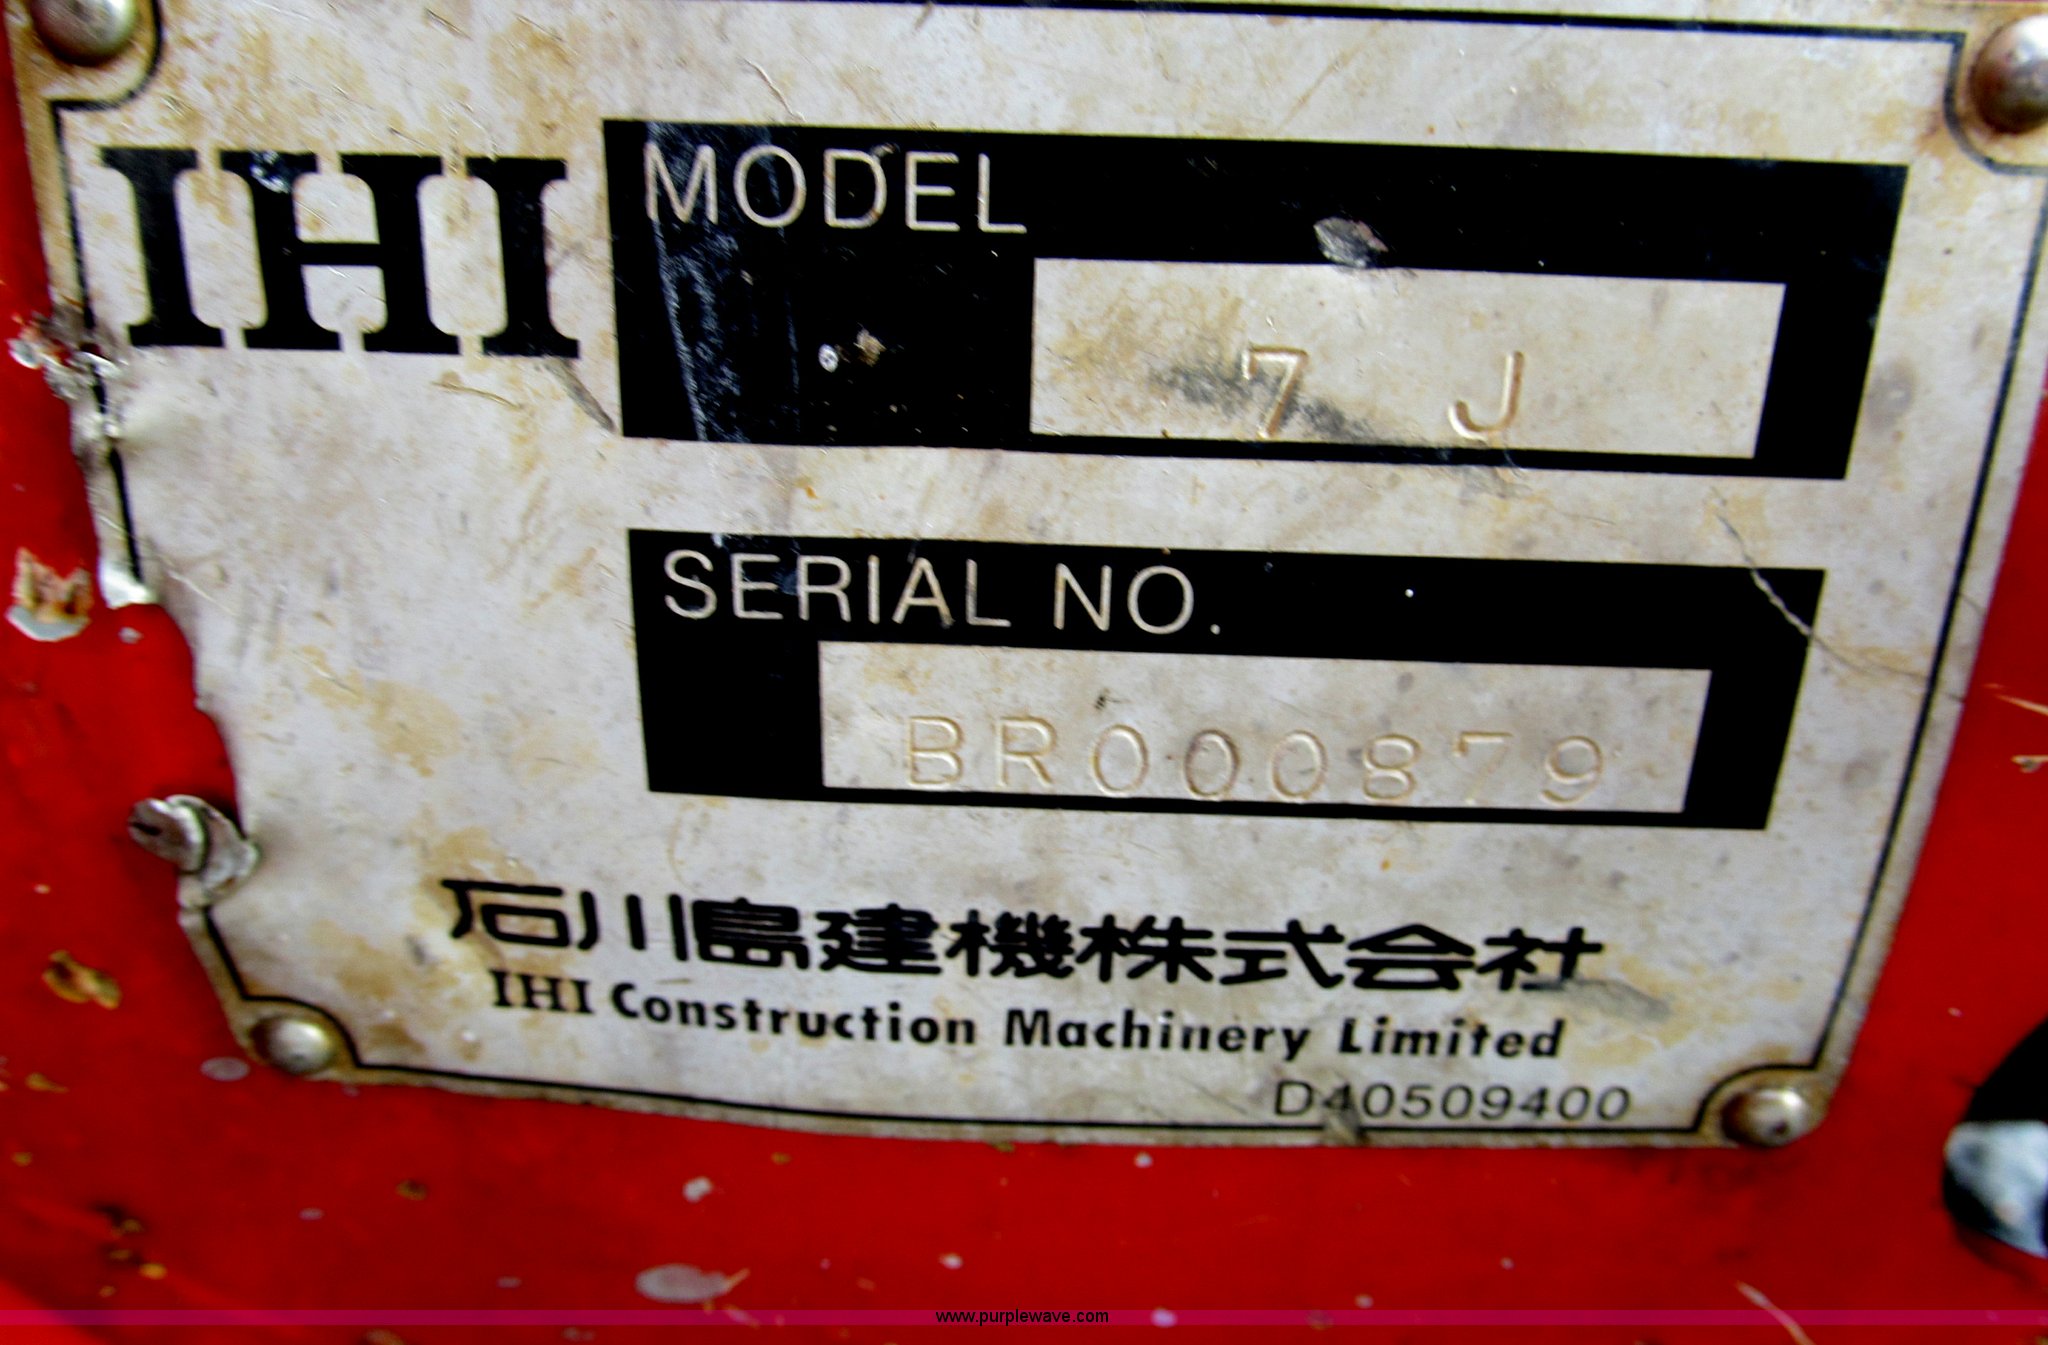 IHI
MODEL
7 J
SERIAL NO.
BR000879
石川島建機株式会社
IHI Construction Machinery Limited
D40509400
www.purplewave.com